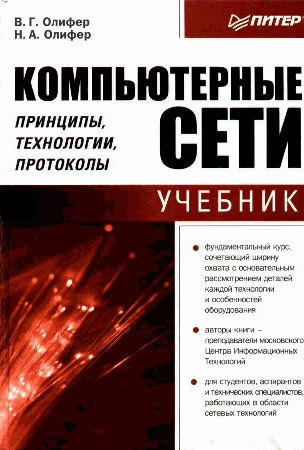 В. Г. Олифер
Н. А. Олифер
ПИТЕР
КОМПЬЮТЕРНЫЕ
СЕТИ
ПРИНЦИПЫ,
ТЕХНОЛОГИИ,
ПРОТОКОЛЫ
УЧЕБНИК
фундаментальный курс,
сочетающий ширину
охвата с основательным
рассмотрением деталей
каждой технологии
и особенностей
оборудования
авторы книги –
преподаватели московского
Центра Информационных
Технологий
для студентов, аспирантов
и технических специалистов,
работающих в области
сетевых технологий